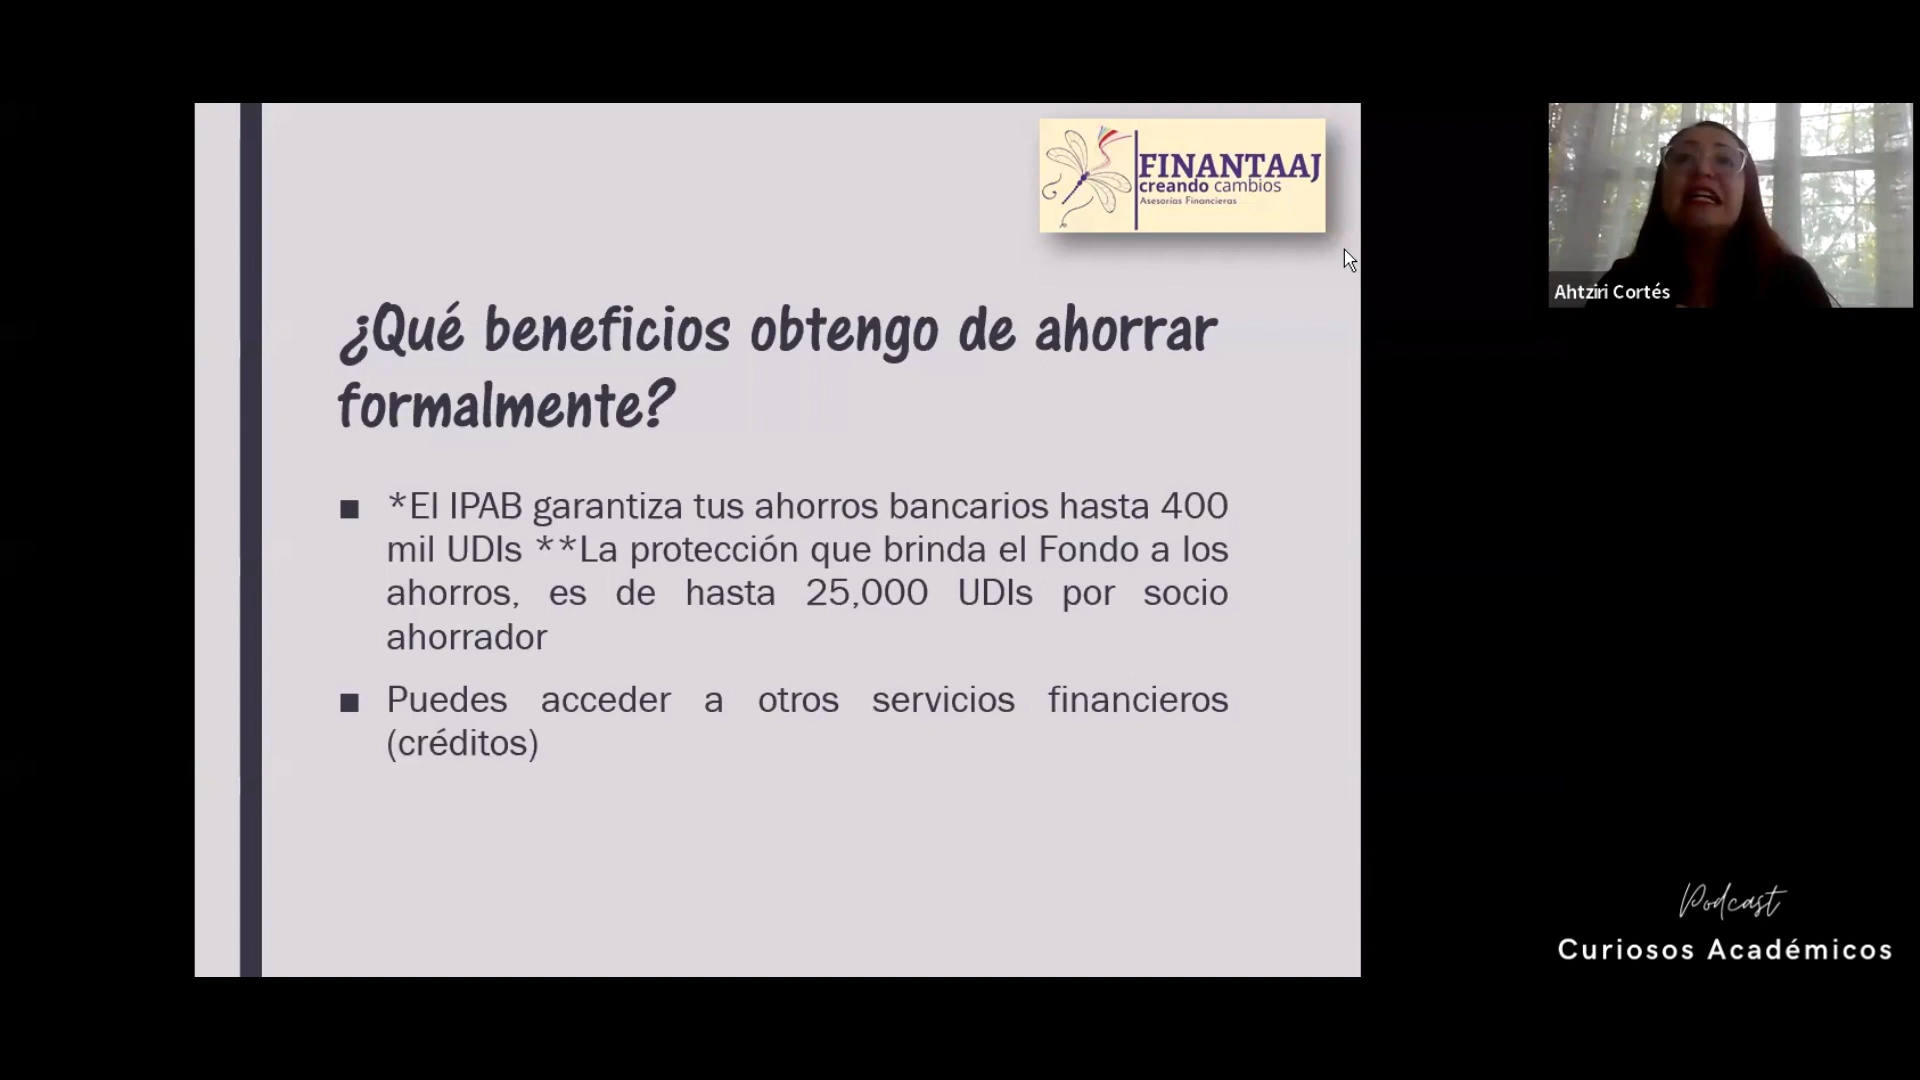 FINANTAAJ
creando cambios
Asesorías Financieras
¿Qué beneficios obtengo de ahorrar
formalmente?
■ *El IPAB garantiza tus ahorros bancarios hasta 400
mil UDIs **La protección que brinda el Fondo a los
ahorros, es de hasta 25,000 UDIs por socio
ahorrador
■ Puedes acceder a otros servicios financieros
(créditos)
Ahtziri Cortés
Podcast
Curiosos Académicos